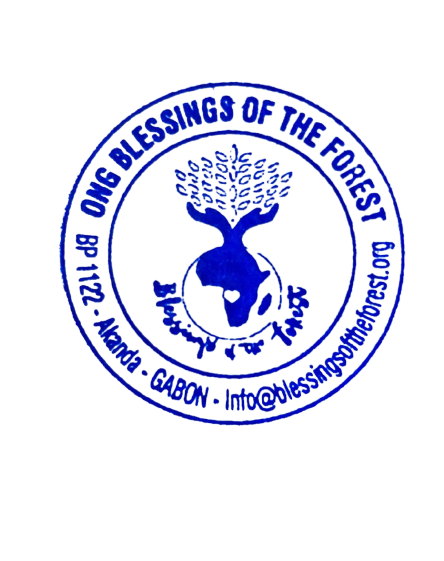 ONG BLESSINGS OF THE FOREST
BP 1122 - Akanda - GABON - Info@blessingsoftheforest.org
Blessings of the Forest